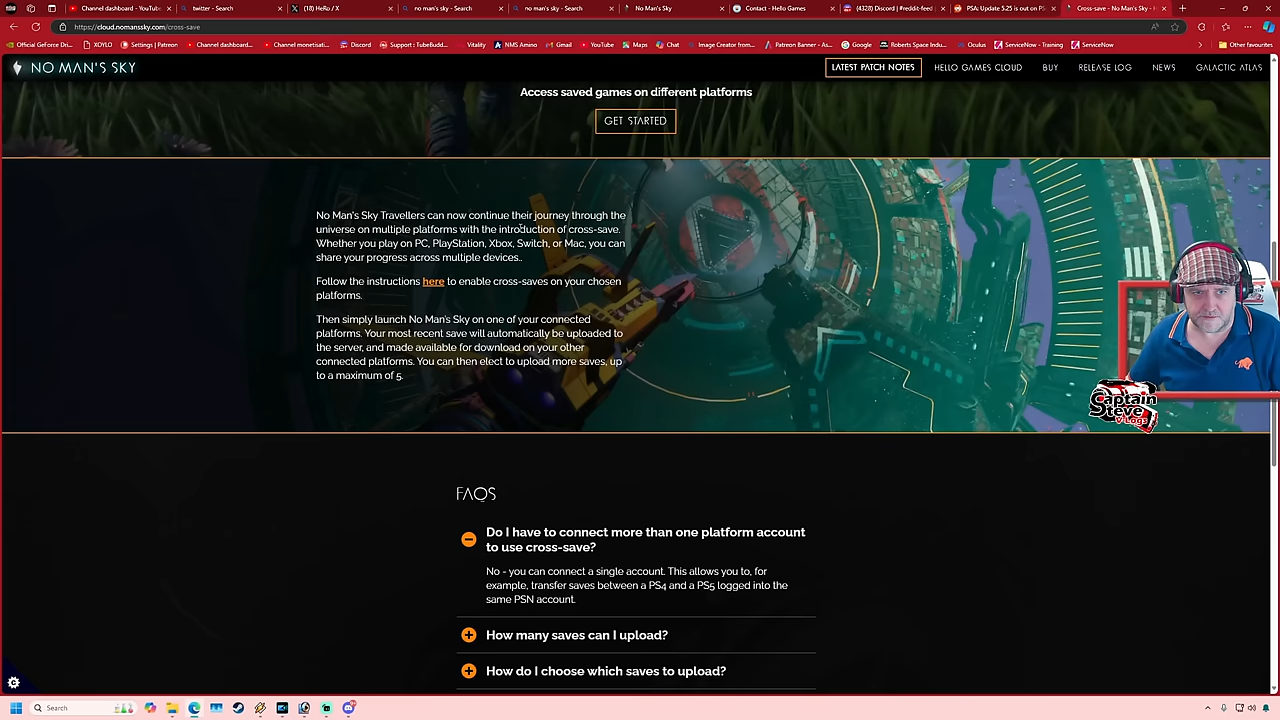 Channel dashboard - YouTube
twitter - Search
(18) HeRo / X
no man's sky - Search
no man's sky - Search
No Man's Sky
Contact - Hello Games
(4328) Discord | #reddit-feed
PSA: Update 5.25 is out on PS
Cross-save - No Man's Sky - H
https://cloud.nomanssky.com/cross-save
Official GeForce Dri...
XOYLO
Settings | Patreon
Channel dashboard...
Channel monetisati...
Discord
Support : TubeBudd...
Vitality
NMS Amino
Gmail
YouTube
Maps
Chat
Image Creator from...
Patreon Banner - As...
Google
Roberts Space Indu...
Oculus
ServiceNow - Training
ServiceNow
Other favourites
NO MAN'S SKY
LATEST PATCH NOTES
HELLO GAMES CLOUD
BUY
RELEASE LOG
NEWS
GALACTIC ATLAS
Access saved games on different platforms
GET STARTED
No Man's Sky Travellers can now continue their journey through the
universe on multiple platforms with the introduction of cross-save.
Whether you play on PC, PlayStation, Xbox, Switch, or Mac, you can
share your progress across multiple devices..
Follow the instructions here to enable cross-saves on your chosen
platforms.
Then simply launch No Man's Sky on one of your connected
platforms. Your most recent save will automatically be uploaded to
the server, and made available for download on your other
connected platforms. You can then elect to upload more saves, up
to a maximum of 5.
Captain
Steve
VLogs
FAQS
Do I have to connect more than one platform account
to use cross-save?
No - you can connect a single account. This allows you to, for
example, transfer saves between a PS4 and a PS5 logged into the
same PSN account.
How many saves can I upload?
How do I choose which saves to upload?
Search